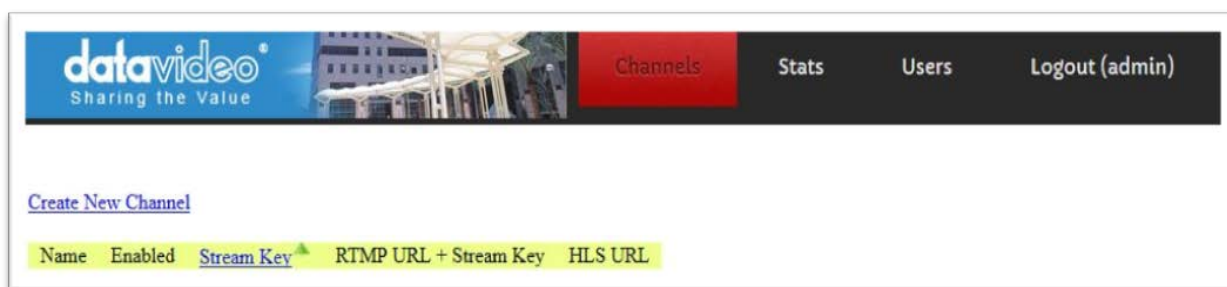 datavideo®
Sharing the Value
Channels Stats Users Logout (admin)
Create New Channel
Name Enabled Stream Key RTMP URL + Stream Key HLS URL